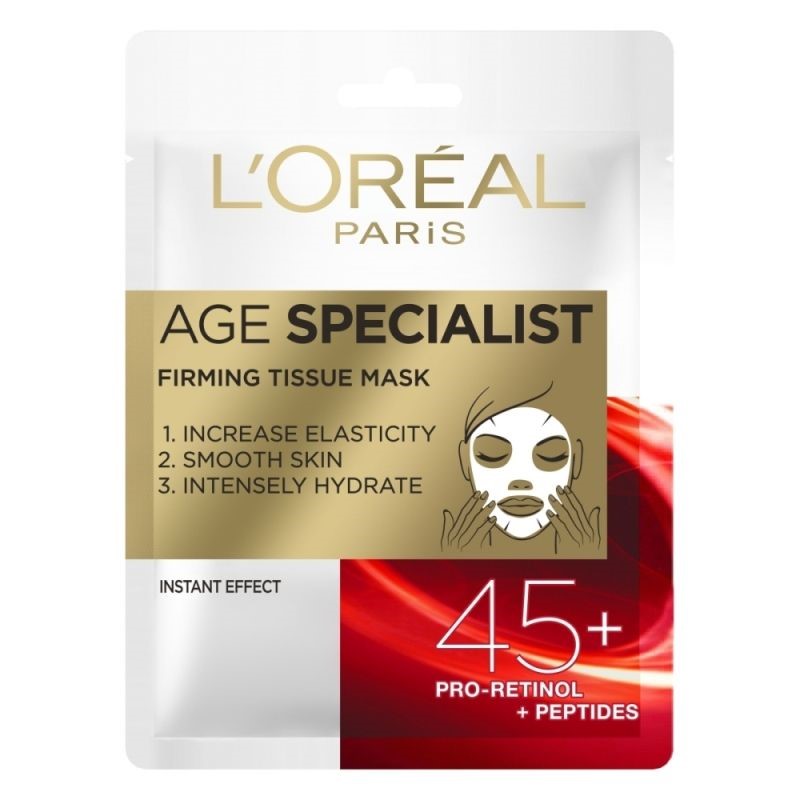 L'ORÉAL
PARiS
AGE SPECIALIST
FIRMING TISSUE MASK
1. INCREASE ELASTICITY
2. SMOOTH SKIN
3. INTENSELY HYDRATE
INSTANT EFFECT
45+
PRO-RETINOL
+ PEPTIDES